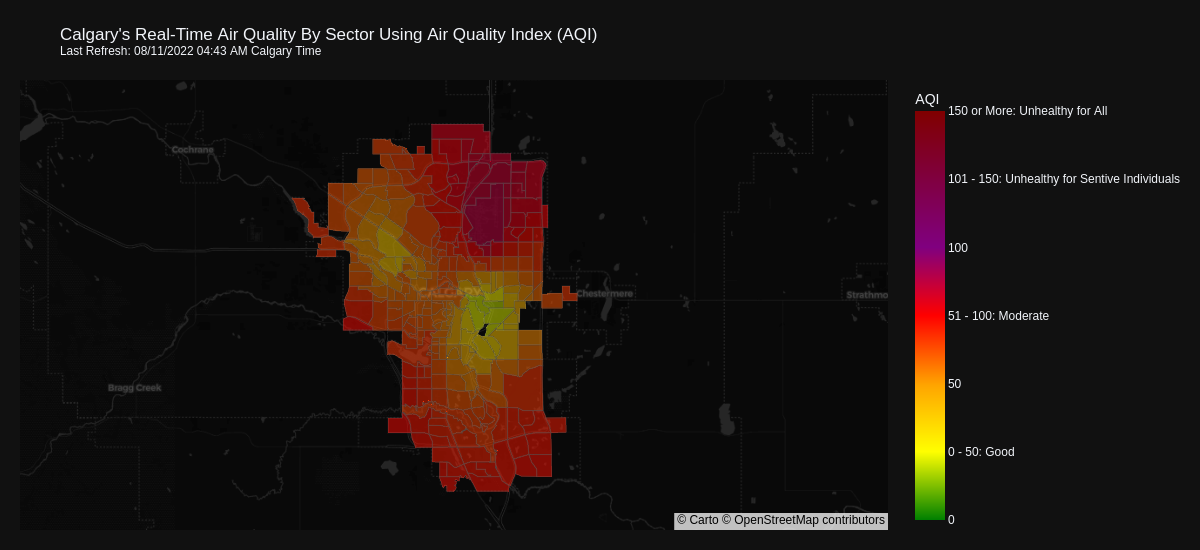 Calgary's Real-Time Air Quality By Sector Using Air Quality Index (AQI)
Last Refresh: 08/11/2022 04:43 AM Calgary Time
AQI
150 or More: Unhealthy for All
Cochrane
101 - 150: Unhealthy for Sentive Individuals
100
CALGARY
Chestermere
Strathmo
51 - 100: Moderate
Bragg Creek
50
0 - 50: Good
© Carto © OpenStreetMap contributors
0